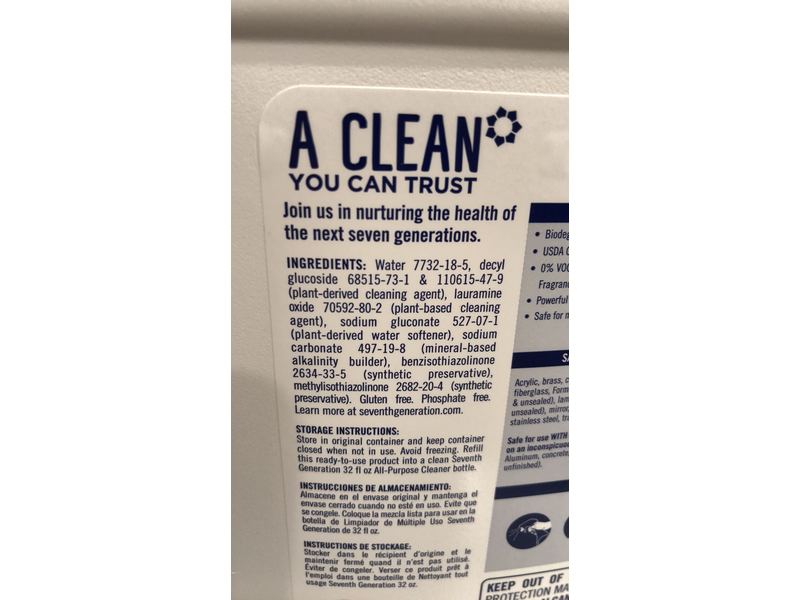 A CLEAN
YOU CAN TRUST
Join us in nurturing the health of
the next seven generations.
INGREDIENTS: Water 7732-18-5, decyl
glucoside 68515-73-1 & 110615-47-9
(plant-derived cleaning agent), lauramine
oxide 70592-80-2 (plant-based cleaning
agent), sodium gluconate 527-07-1
(plant-derived water softener), sodium
carbonate 497-19-8 (mineral-based
alkalinity builder), benzisothiazolinone
2634-33-5 (synthetic preservative),
methylisothiazolinone 2682-20-4 (synthetic
preservative). Gluten free. Phosphate free.
Learn more at seventhgeneration.com.
STORAGE INSTRUCTIONS:
Store in original container and keep container
closed when not in use. Avoid freezing. Refill
this ready-to-use product into a clean Seventh
Generation 32 fl oz All-Purpose Cleaner bottle.
INSTRUCCIONES DE ALMACENAMIENTO:
Almacene en el envase original y mantenga el
envase cerrado cuando no esté en uso. Evite que
se congele. Coloque la mezcla lista para usar en la
botella de Limpiador de Múltiple Uso Seventh
Generation de 32 fl oz.
INSTRUCTIONS DE STOCKAGE:
Stocker dans le récipient d'origine et le
maintenir fermé quand il n'est pas utilisé.
Éviter de congeler. Verser ce produit prêt à
l'emploi dans une bouteille de Nettoyant tout
usage Seventh Generation 32 oz.
• Biodeg
• USDA
• 0% VOC
Fragranc
• Powerful
• Safe for
Acrylic, brass,
fiberglass, Form
& unsealed), lam
unsealed), mirror,
stainless steel,
Safe for use WITH
on an inconspicuo
Aluminum, concrete,
unfinished).
KEEP OUT OF
PROTECTION MA